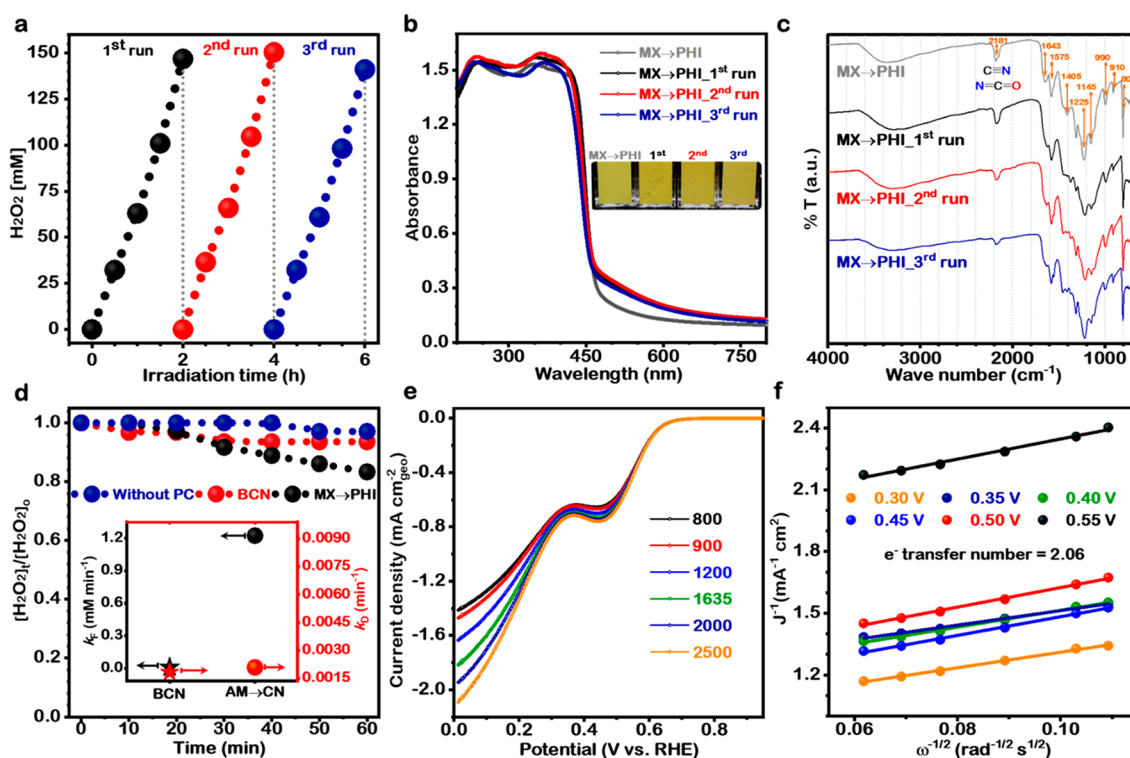 a
H₂O₂ [mM]
150
125
100
75
50
25
0
1st run
2nd run
3rd run
0
2
4
6
Irradiation time (h)
b
Absorbance
1.8
1.5
1.2
0.9
0.6
0.3
0.0
MX→PHI
MX→PHI_1st run
MX→PHI_2nd run
MX→PHI_3rd run
MX→PHI 1st 2nd 3rd
300
450
600
750
Wavelength (nm)
c
% T (a.u.)
2181
1643
1575
1405
1225
1145
990
910
80
C≡N
N=C=O
MX→PHI
MX→PHI_1st run
MX→PHI_2nd run
MX→PHI_3rd run
4000
3000
2000
1000
Wave number (cm-1)
d
[H₂O₂]t/[H₂O₂]o
1.0
0.8
0.6
0.4
0.2
0.0
Without PC
BCN
MX→PHI
kF (mM min-1)
1.2
0.9
0.6
0.3
0.0
0.0090
0.0075
0.0060
0.0045
0.0030
0.0015
kD (min-1)
BCN
AM→CN
0
10
20
30
40
50
60
Time (min)
e
Current density (mA cm-2geo)
0.0
-0.4
-0.8
-1.2
-1.6
-2.0
800
900
1200
1635
2000
2500
0.0
0.2
0.4
0.6
0.8
Potential (V vs. RHE)
f
J-1 (mA-1 cm2)
2.4
2.1
1.5
1.2
0.30 V
0.35 V
0.40 V
0.45 V
0.50 V
0.55 V
e- transfer number = 2.06
0.06
0.08
0.10
ω-1/2 (rad-1/2 s1/2)